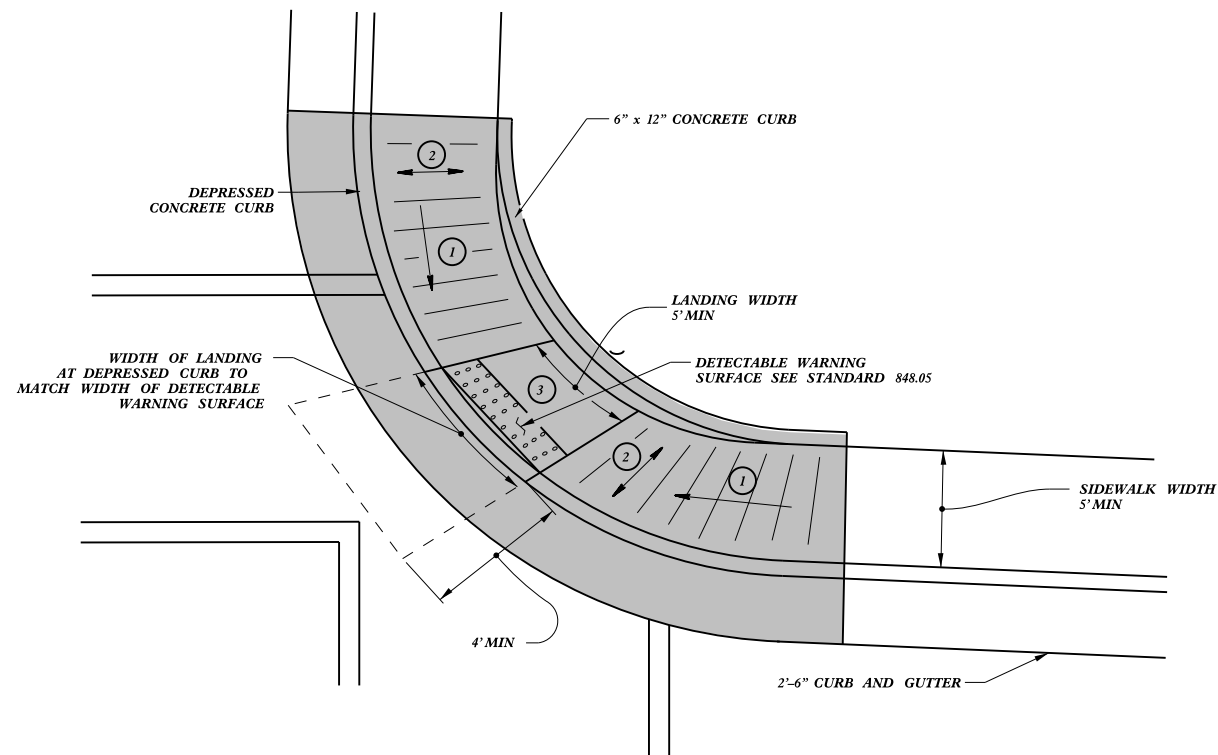 6” x 12” CONCRETE CURB
2
DEPRESSED
CONCRETE CURB
1
LANDING WIDTH
5’ MIN
WIDTH OF LANDING
AT DEPRESSED CURB TO
MATCH WIDTH OF DETECTABLE
WARNING SURFACE
DETECTABLE WARNING
SURFACE SEE STANDARD 848.05
3
2
1
SIDEWALK WIDTH
5’ MIN
4’ MIN
2’–6” CURB AND GUTTER